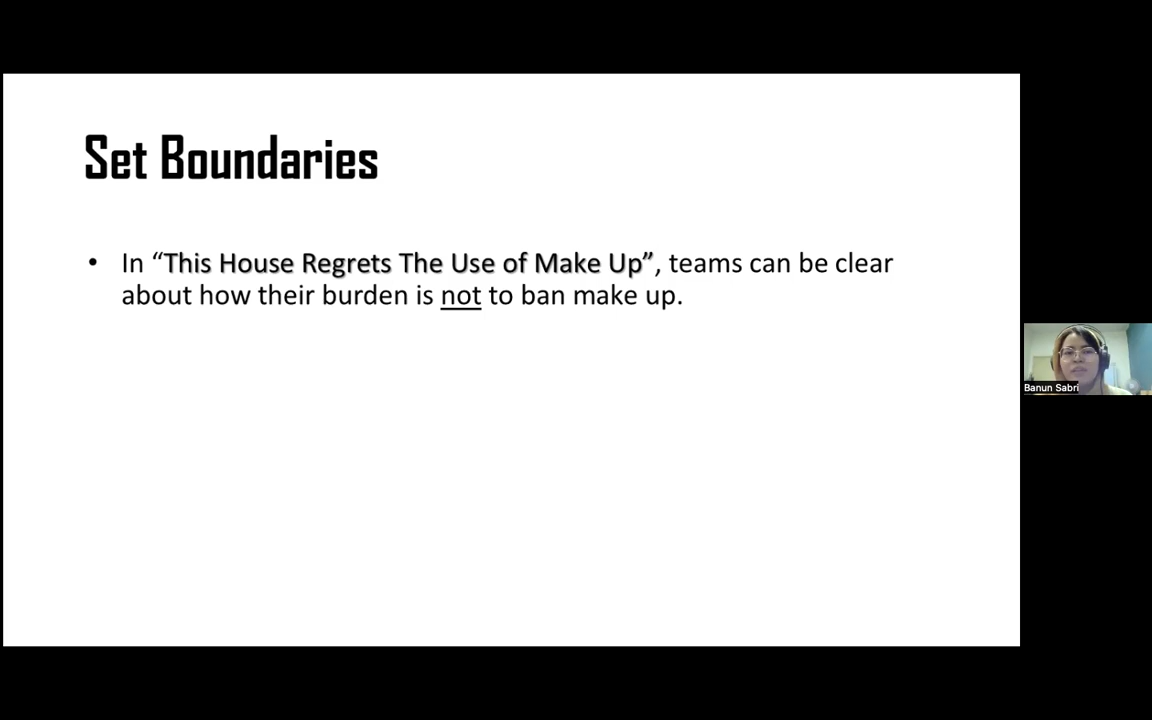 Set Boundaries
• In “This House Regrets The Use of Make Up”, teams can be clear
about how their burden is not to ban make up.
Banun Sabri